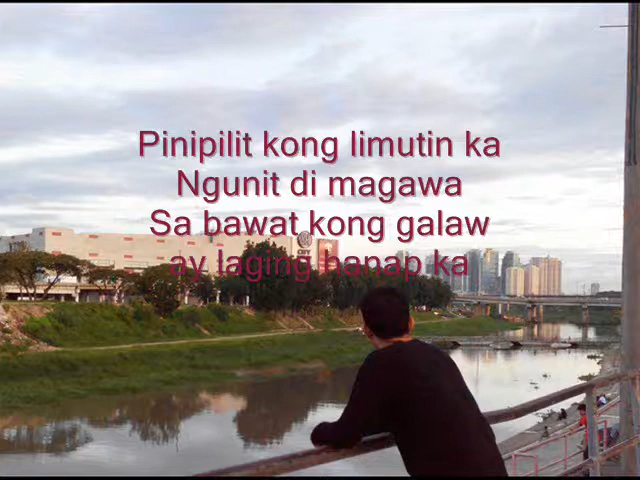 Pinipilit kong limutin ka
Ngunit di magawa
Sa bawat kong galaw
ay laging hanap ka